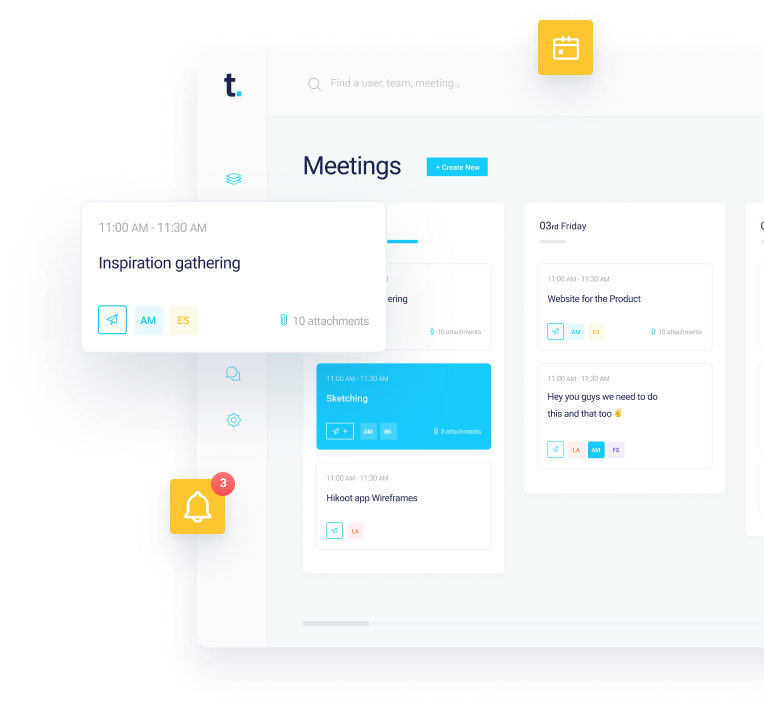 t.
Find a user, team, meeting...
Meetings
+ Create New
11:00 AM - 11:30 AM
Inspiration gathering
AM
ES
10 attachments
ering
10 attachments
11:00 AM - 11:30 AM
Sketching
+
AM
BK
3 attachments
11:00 AM - 11:30 AM
Hikoot app Wireframes
LA
03rd Friday
11:00 AM - 11:30 AM
Website for the Product
AM
ES
10 attachments
11:00 AM - 11:30 AM
Hey you guys we need to do
this and that too ✌
LA
AM
FS
3